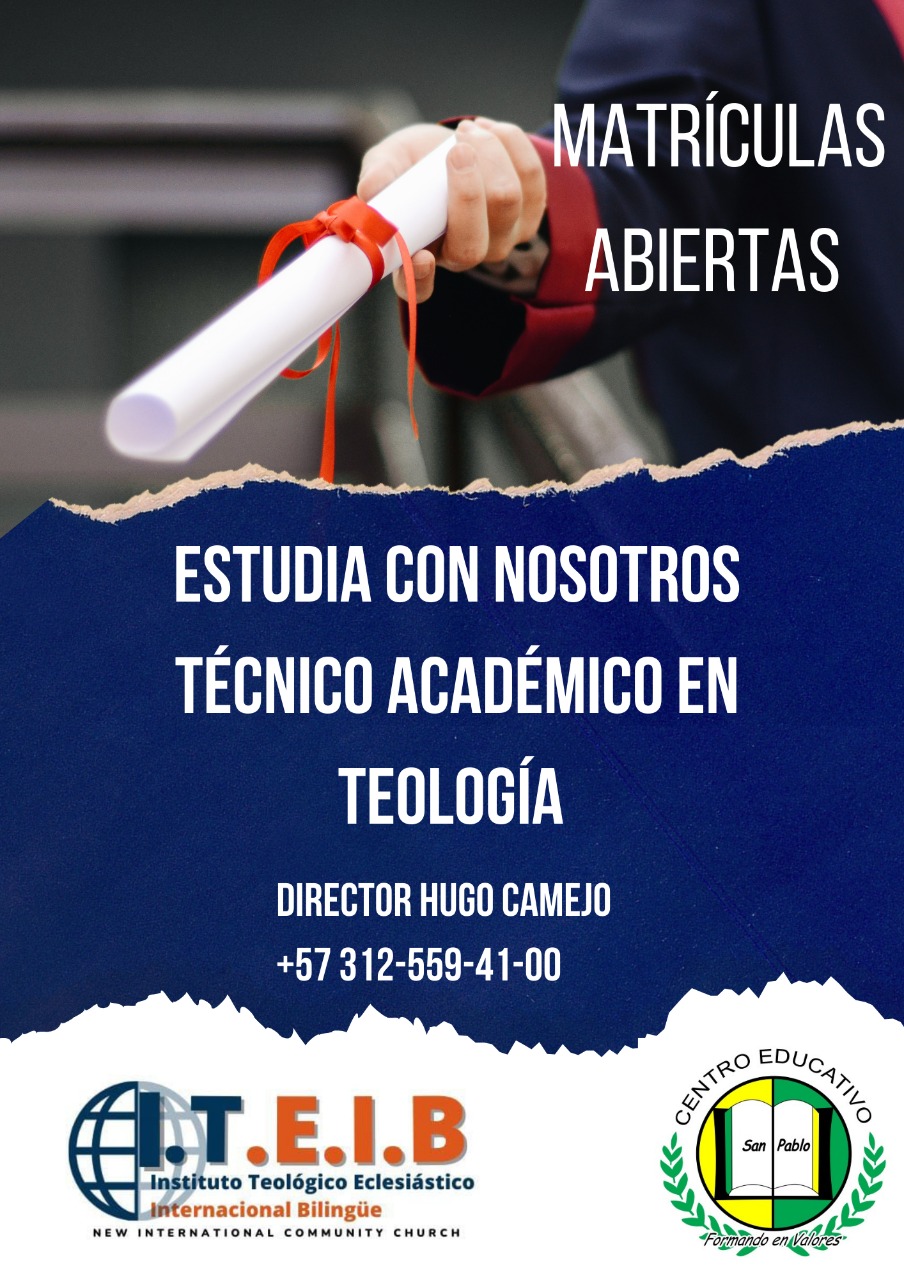 MATRÍCULAS
ABIERTAS
ESTUDIA CON NOSOTROS
TÉCNICO ACADÉMICO EN
TEOLOGÍA
DIRECTOR HUGO CAMEJO
+57 312-559-41-00
I.T.E.I.B
Instituto Teológico Eclesiástico
Internacional Bilingüe
NEW INTERNATIONAL COMMUNITY CHURCH
CENTRO EDUCATIVO
San Pablo
Formando en Valores